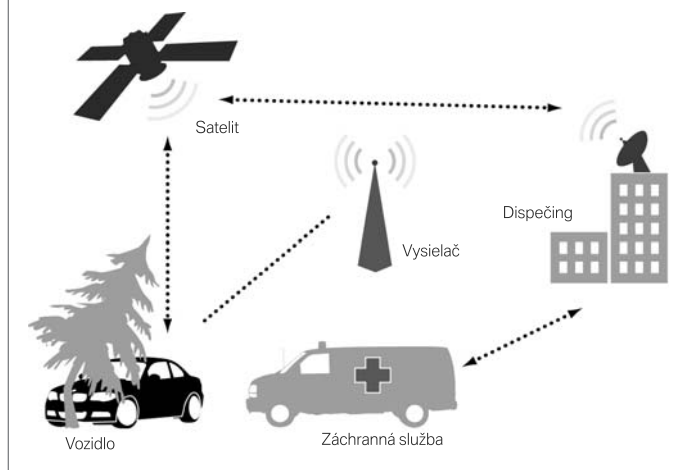 Satelit
Dispečing
Vysielač
Vozidlo
Záchranná služba